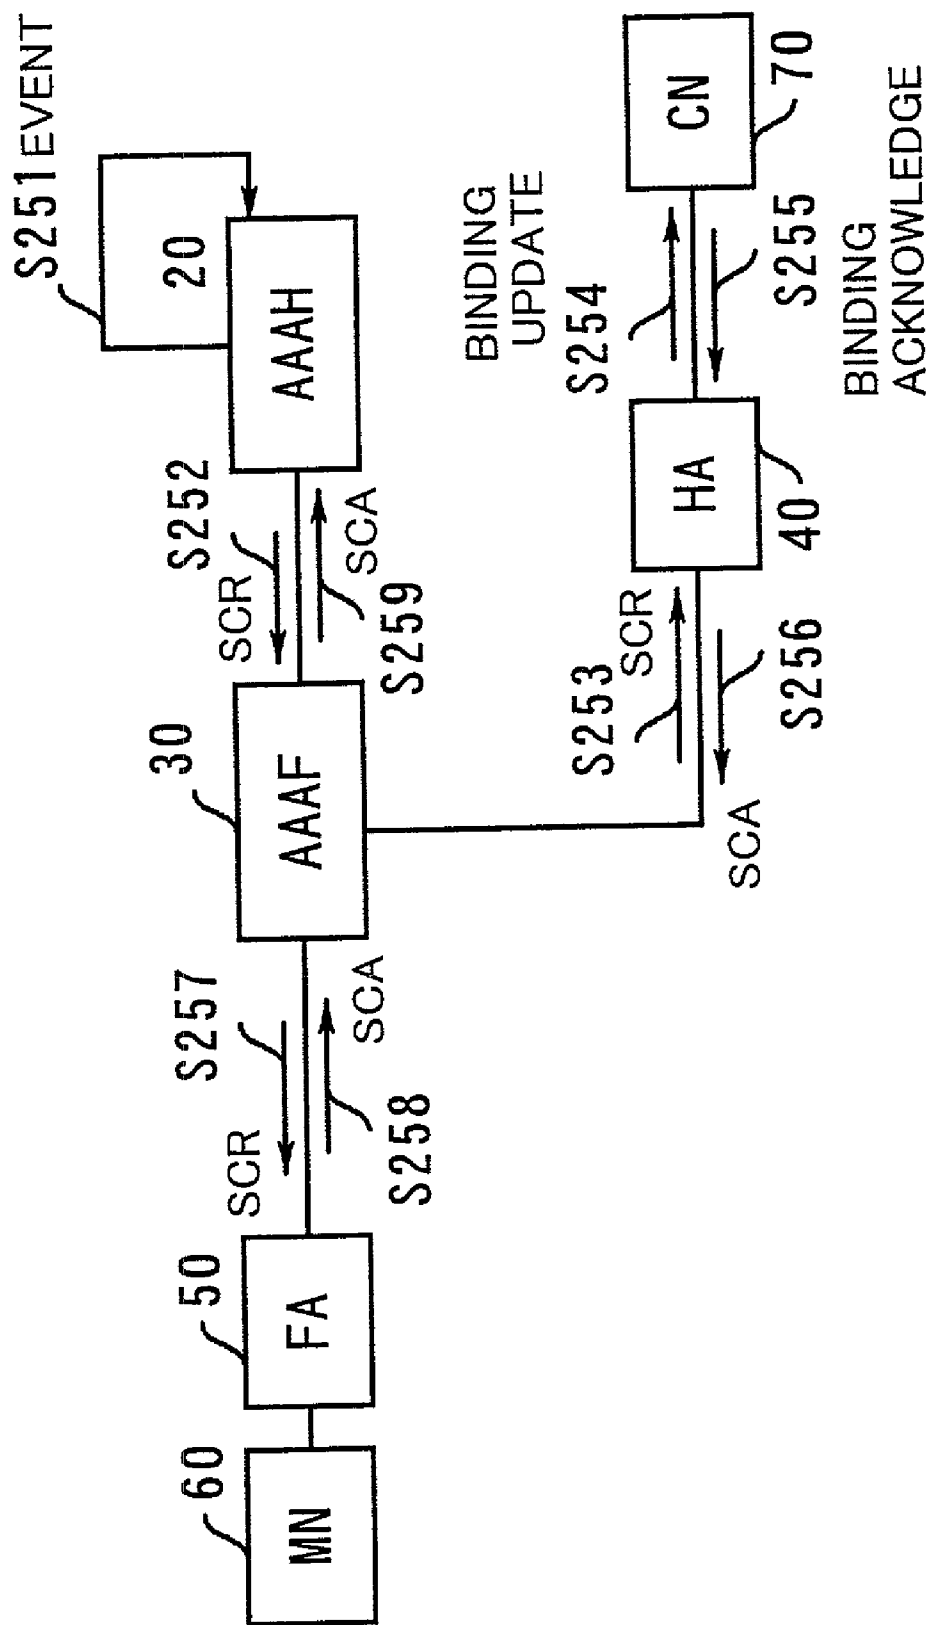 S251 EVENT
20
AAAH
S252
SCR
SCA
S259
30
AAAF
S257
SCR
SCA
S258
50
FA
60
MN
BINDING
UPDATE
S254
CN
70
S255
BINDING
ACKNOWLEDGE
HA
40
S253
SCR
S256
SCA